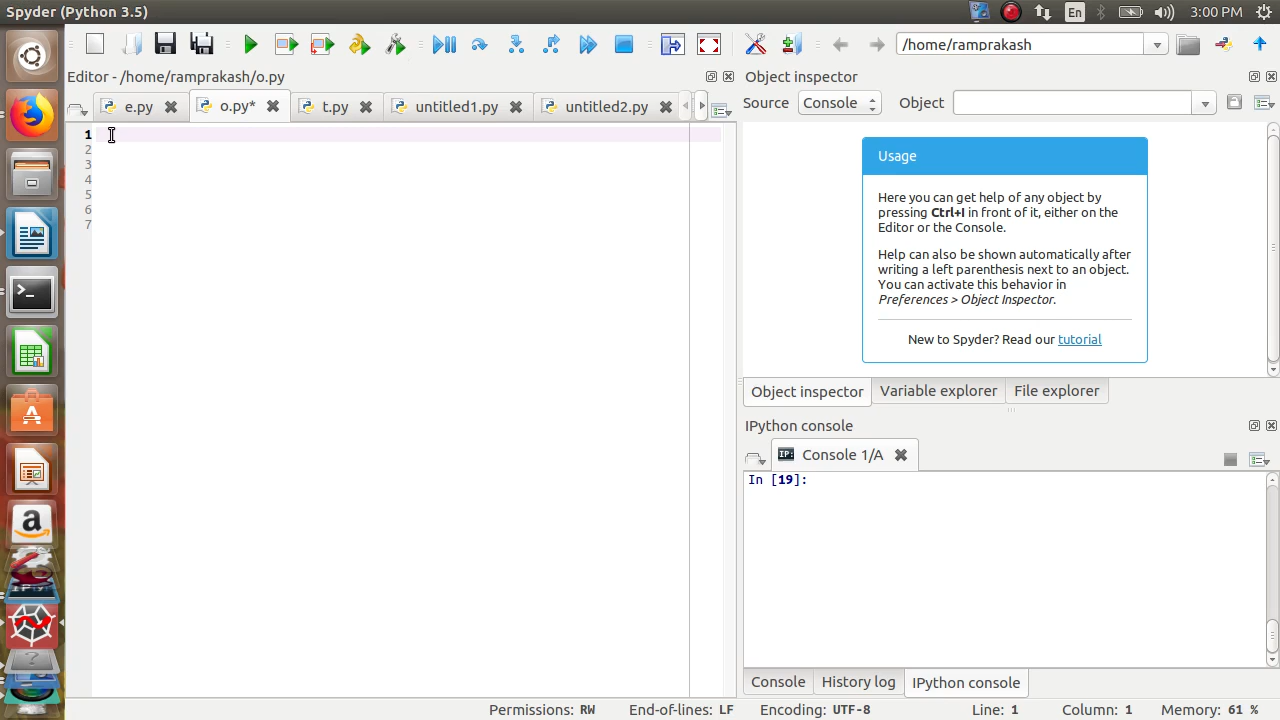 Spyder (Python 3.5)
En
3:00 PM
/home/ramprakash
Editor - /home/ramprakash/o.py
e.py
o.py*
t.py
untitled1.py
untitled2.py
1
2
3
4
5
6
7
Object inspector
Source
Console
Object
Usage
Here you can get help of any object by
pressing Ctrl+I in front of it, either on the
Editor or the Console.
Help can also be shown automatically after
writing a left parenthesis next to an object.
You can activate this behavior in
Preferences > Object Inspector.
New to Spyder? Read our tutorial
Object inspector
Variable explorer
File explorer
IPython console
IP:
Console 1/A
In [19]:
Console
History log
IPython console
Permissions: RW
End-of-lines: LF
Encoding: UTF-8
Line: 1
Column: 1
Memory: 61 %